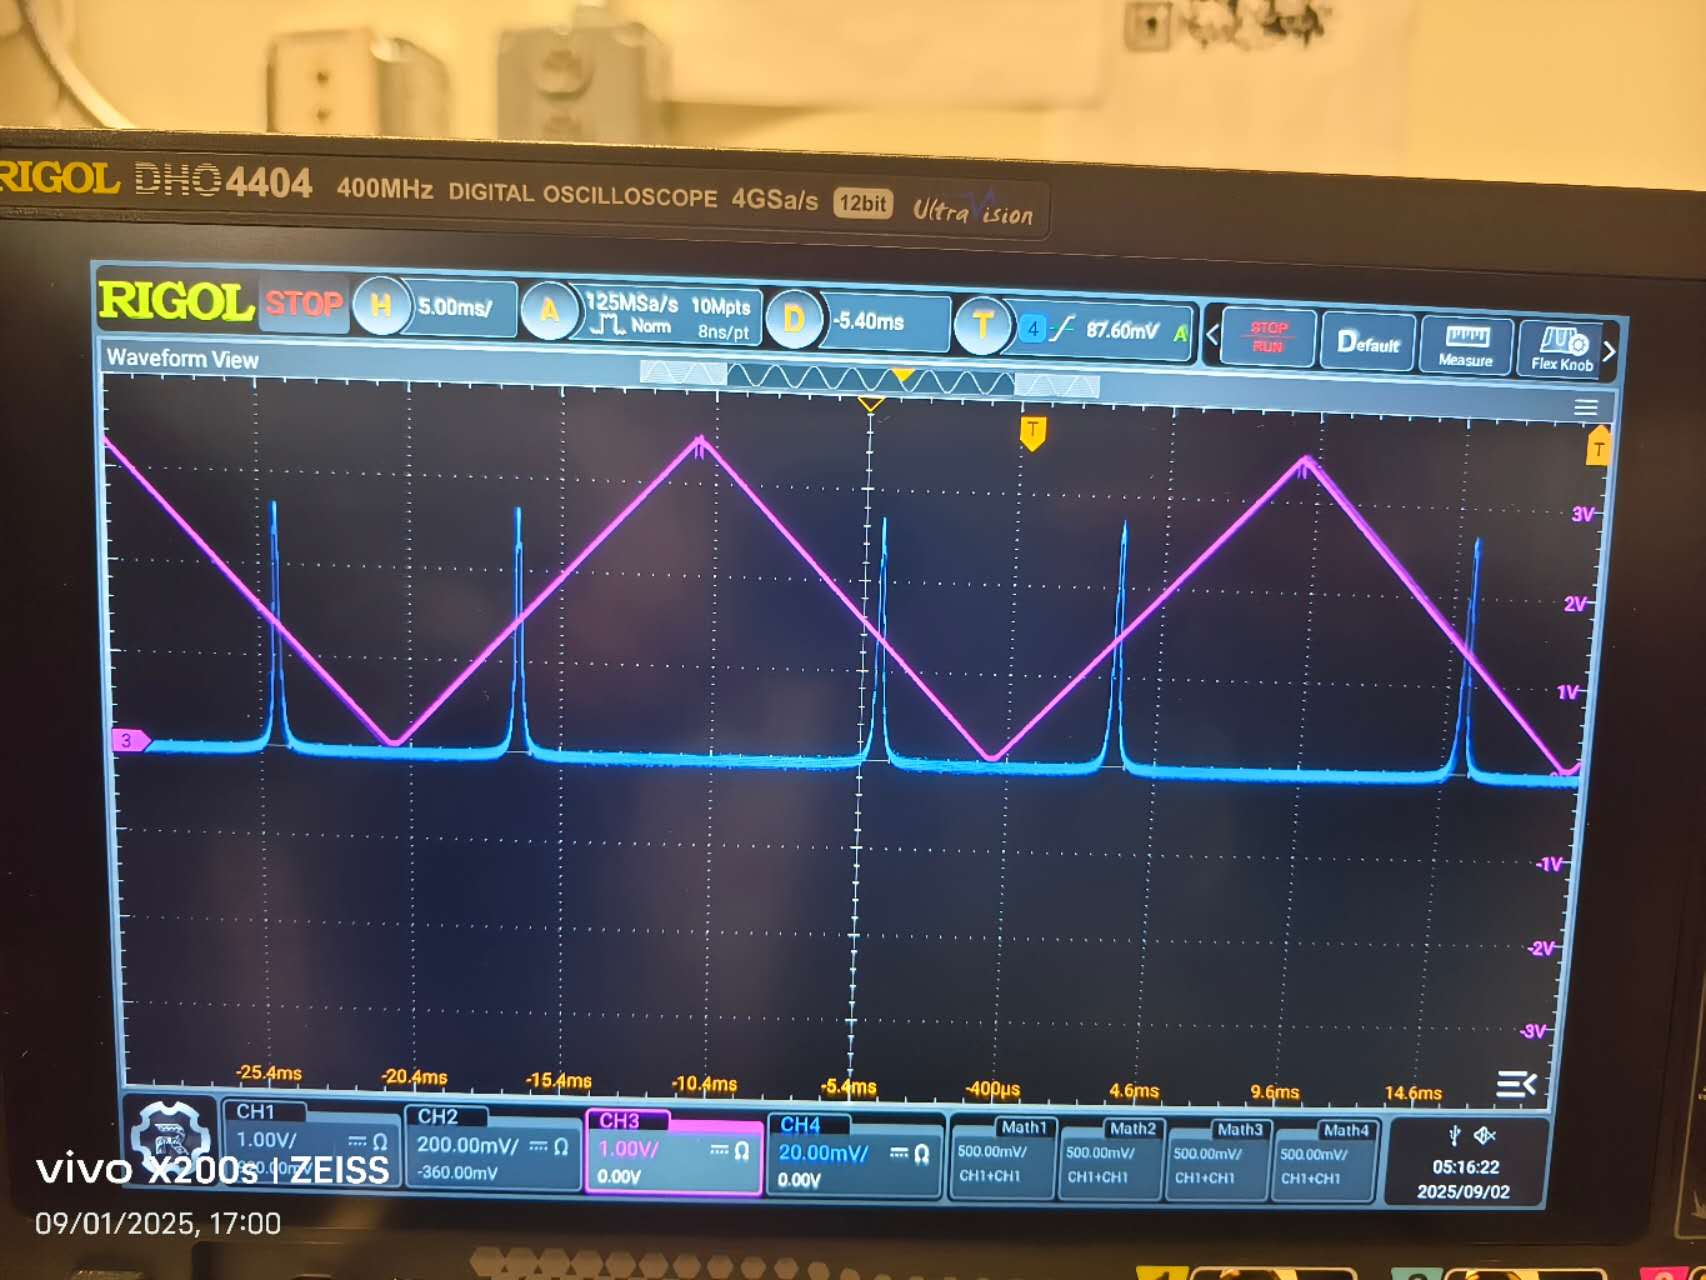 RIGOL DHO4404 400MHz DIGITAL OSCILLOSCOPE 4GSa/s 12bit UltraVision
RIGOL STOP H 5.00ms/ A 125MSa/s 10Mpts D -5.40ms T 4 87.60mV A STOP Default Measure Flex Knob
Norm 8ns/pt RUN
Waveform View
T
T
3V
2V
1V
3
-1V
-2V
-3V
-25.4ms -20.4ms -15.4ms -10.4ms -5.4ms -400μs 4.6ms 9.6ms 14.6ms
CH1 CH2 CH3 CH4 Math1 Math2 Math3 Math4
1.00V/ Ω 200.00mV/ Ω 1.00V/ Ω 20.00mV/ Ω 500.00mV/ 500.00mV/ 500.00mV/ 500.00mV/
-360.00mV 0.00V 0.00V CH1+CH1 CH1+CH1 CH1+CH1 CH1+CH1
05:16:22
2025/09/02
vivo X200s | ZEISS
09/01/2025, 17:00